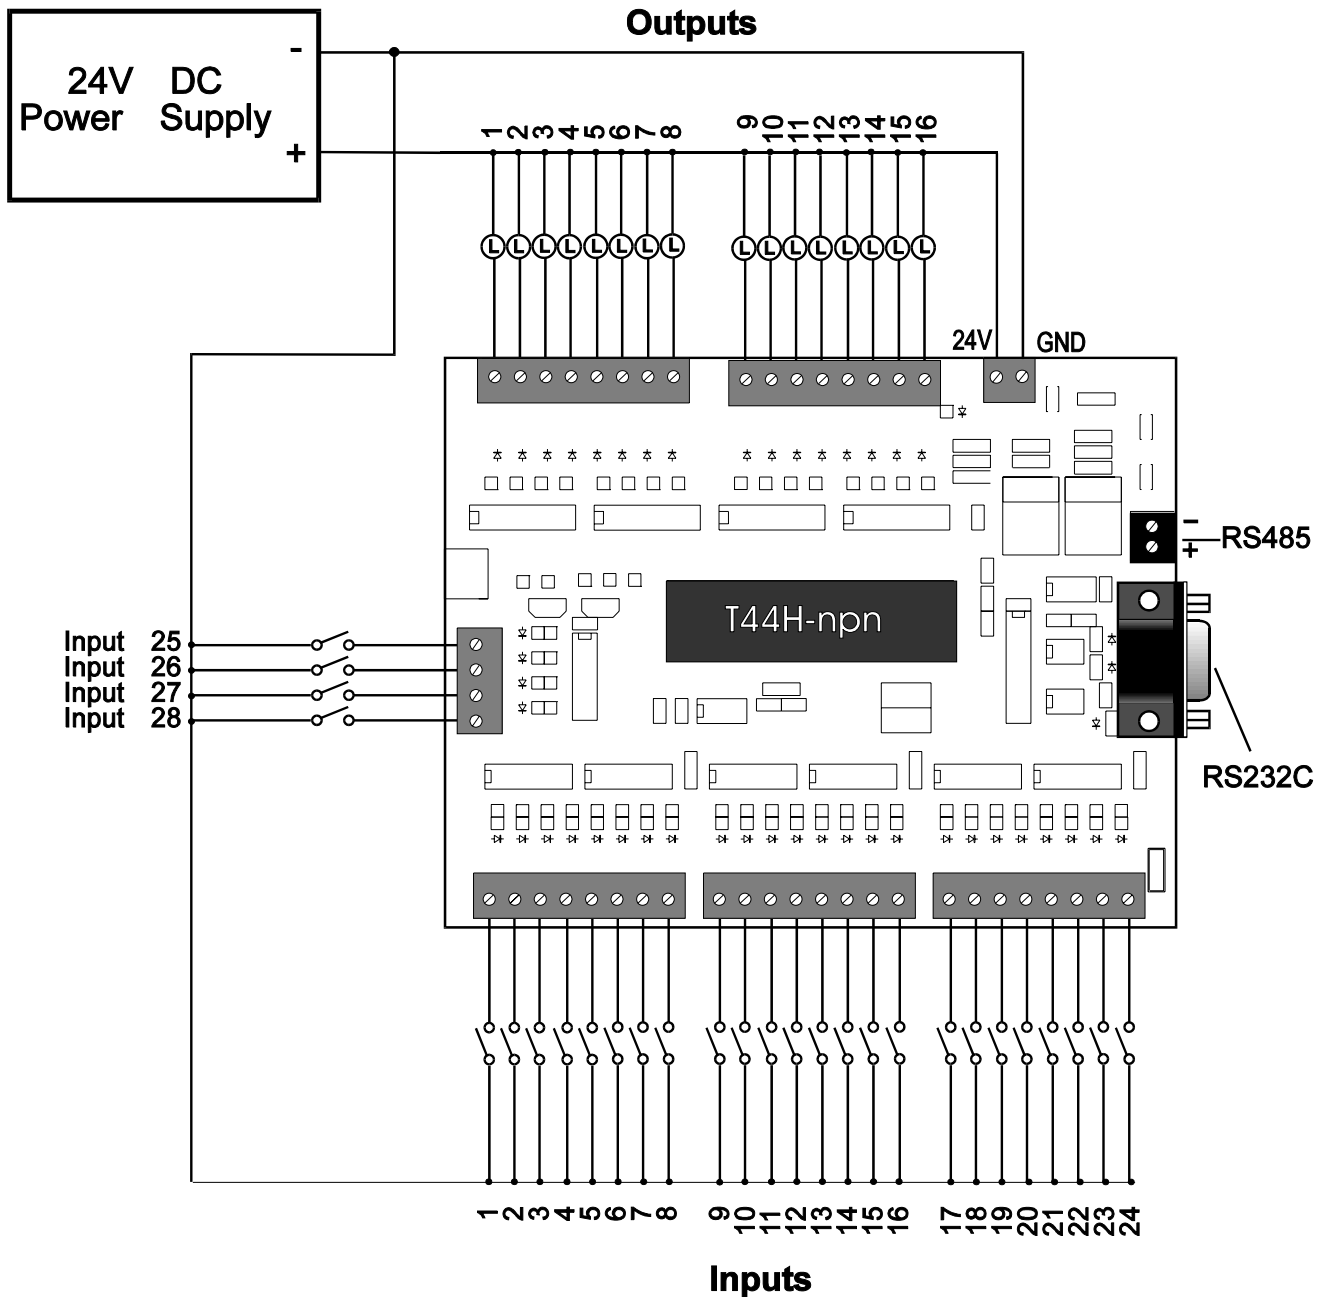 Outputs
24V DC
Power Supply
-
+
1 2 3 4 5 6 7 8
9 10 11 12 13 14 15 16
L L L L L L L L
L L L L L L L L
24V GND
-
RS485
+
T44H-npn
Input 25
Input 26
Input 27
Input 28
RS232C
1 2 3 4 5 6 7 8
9 10 11 12 13 14 15 16
17 18 19 20 21 22 23 24
Inputs